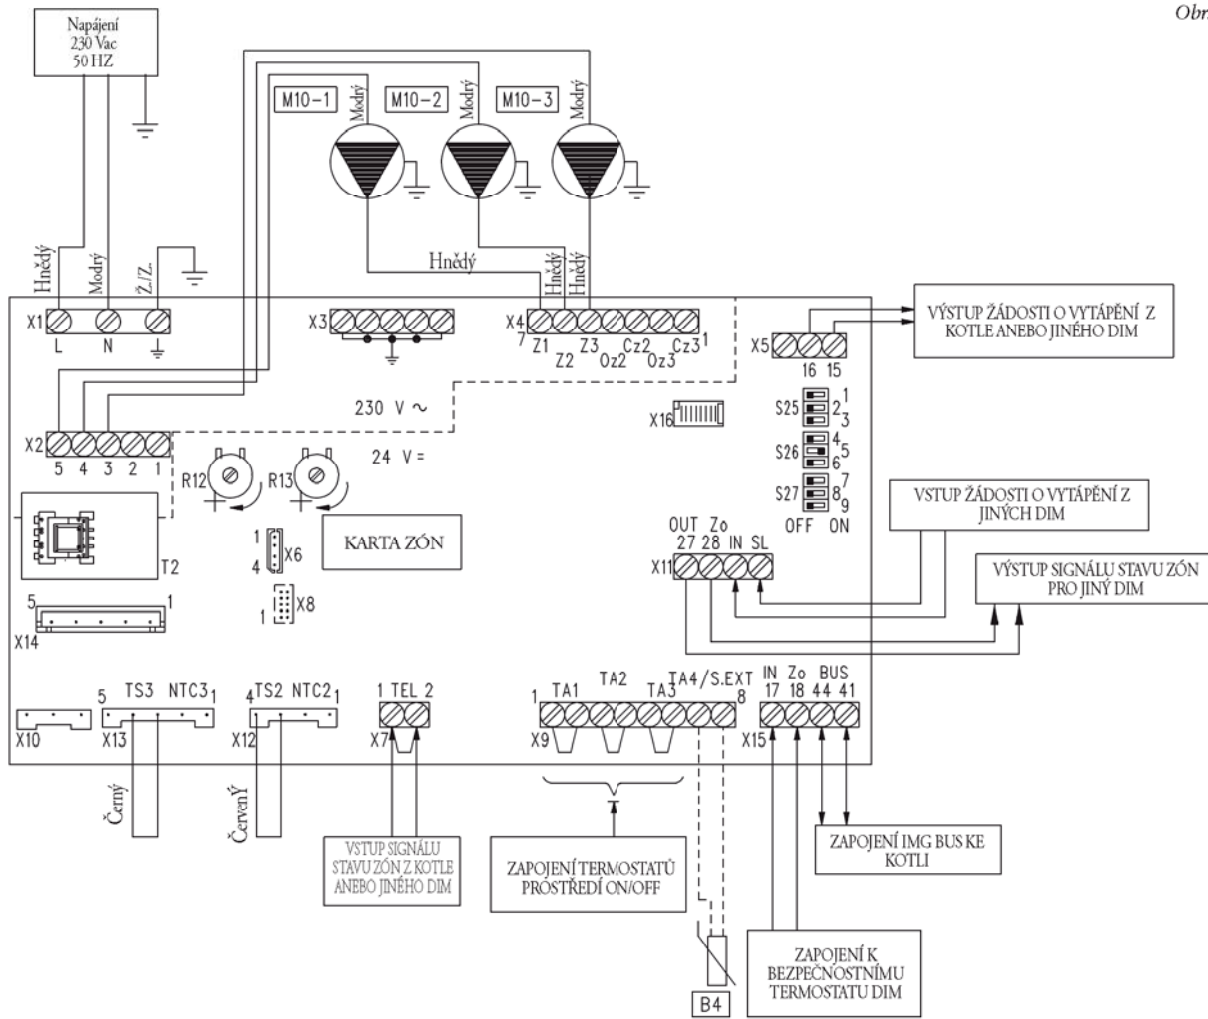 Obr.
Napájení
230 Vac
50 HZ
M10-1
Modrý
M10-2
Modrý
M10-3
Modrý
Hnědý
Modrý
Ž./Z.
Hnědý
Hnědý
Hnědý
X1
L N
X3
X4
7 Z1 Z3 Cz2 Cz3 1
Z2 Oz2 Oz3
X5
16 15
VÝSTUP ŽÁDOSTI O VYTÁPĚNÍ Z
KOTLE ANEBO JINÉHO DIM
230 V ~
24 V =
X16
S25
1
2
3
S26
4
5
6
S27
7
8
9
OFF ON
X2
5 4 3 2 1
R12
R13
+
+
T2
1
4
X6
1
X8
KARTA ZÓN
5 1
X14
VSTUP ŽÁDOSTI O VYTÁPĚNÍ Z
JINÝCH DIM
OUT Zo
27 28 IN SL
X11
VÝSTUP SIGNÁLU STAVU ZÓN
PRO JINÝ DIM
X10
5 TS3 NTC3 1
X13
4 TS2 NTC2 1
X12
1 TEL 2
X7
1 TA1 TA2 TA3 TA4/S.EXT 8
X9
IN Zo BUS
17 18 44 41
X15
Černý
ČervenÝ
VSTUP SIGNÁLU
STAVU ZÓN Z KOTLE
ANEBO JINÉHO DIM
ZAPOJENÍ TERMOSTATŮ
PROSTŘEDÍ ON/OFF
ZAPOJENÍ IMG BUS KE
KOTLI
B4
ZAPOJENÍ K
BEZPEČNOSTNÍMU
TERMOSTATU DIM